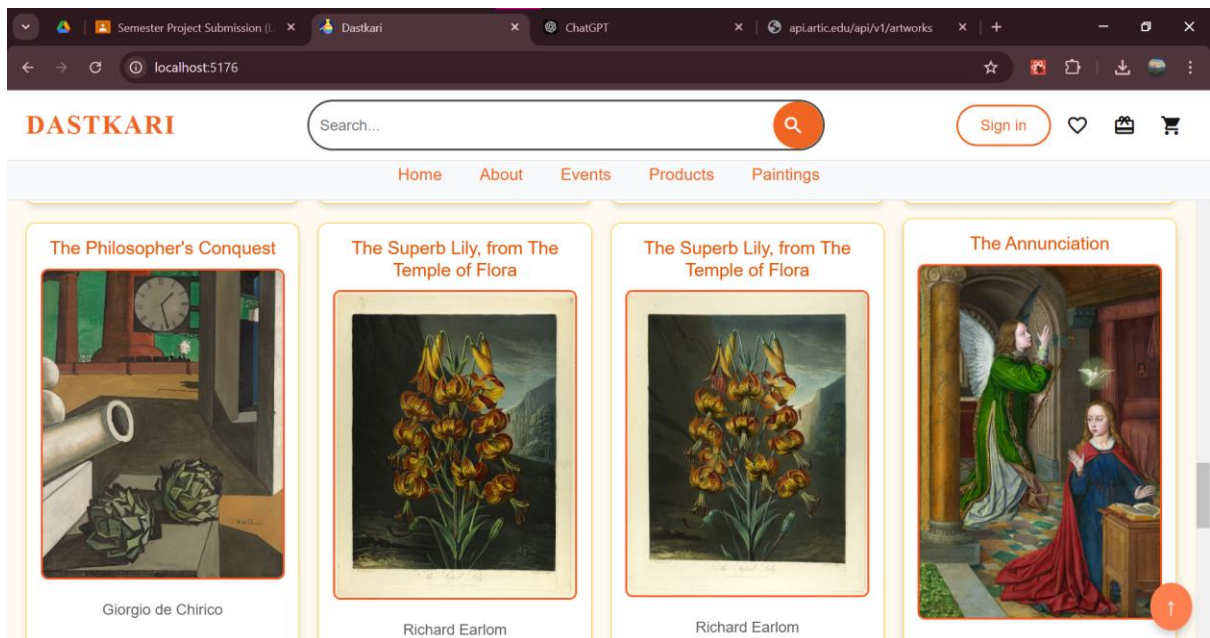 Semester Project Submission (L
Dastkari
ChatGPT
api.artic.edu/api/v1/artworks
localhost:5176
DASTKARI
Search...
Sign in
Home
About
Events
Products
Paintings
The Philosopher's Conquest
Giorgio de Chirico
The Superb Lily, from The
Temple of Flora
Richard Earlom
The Superb Lily, from The
Temple of Flora
Richard Earlom
The Annunciation